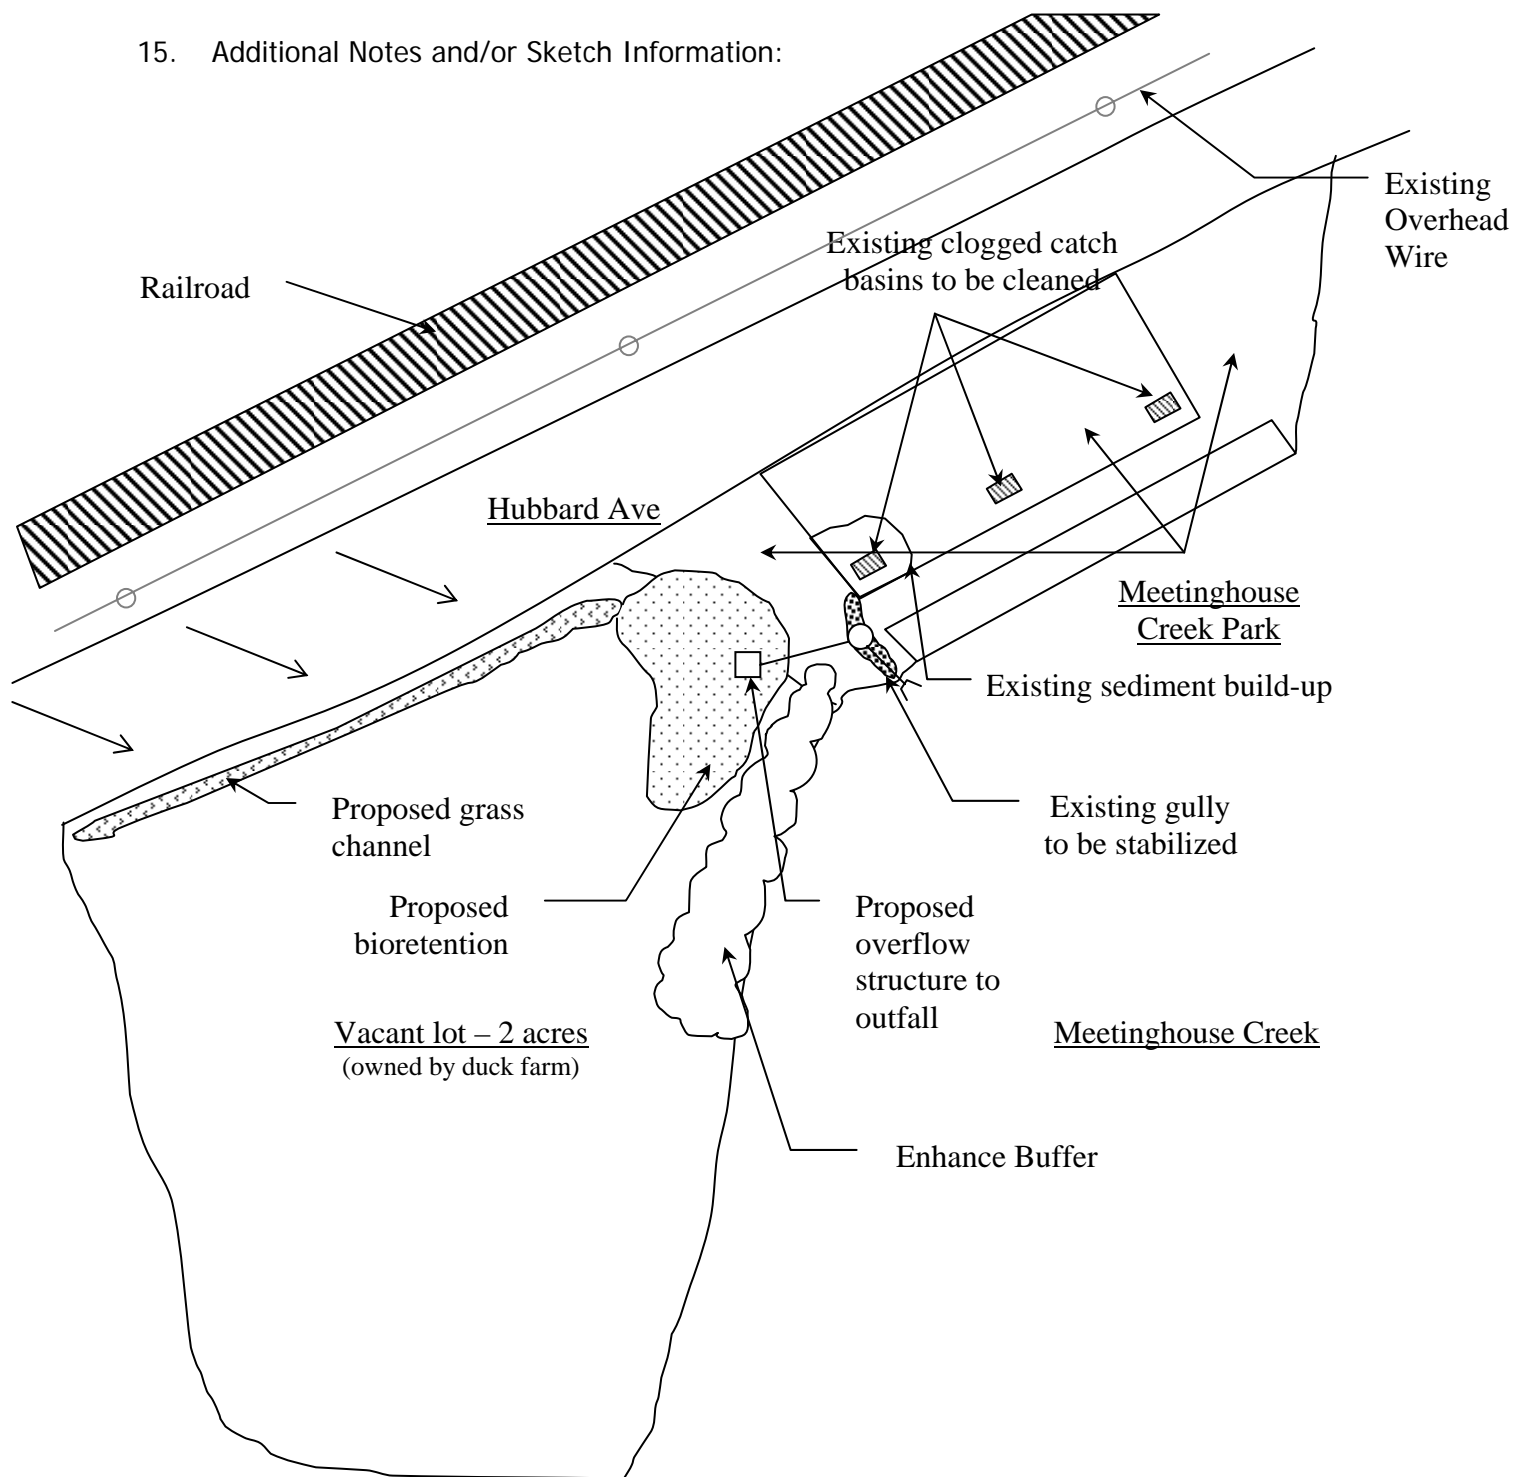 15. Additional Notes and/or Sketch Information:
Existing
Overhead
Wire
Existing clogged catch
basins to be cleaned
Railroad
Hubbard Ave
Meetinghouse
Creek Park
Existing sediment build-up
Proposed grass
channel
Existing gully
to be stabilized
Proposed
bioretention
Proposed
overflow
structure to
outfall
Vacant lot – 2 acres
(owned by duck farm)
Meetinghouse Creek
Enhance Buffer